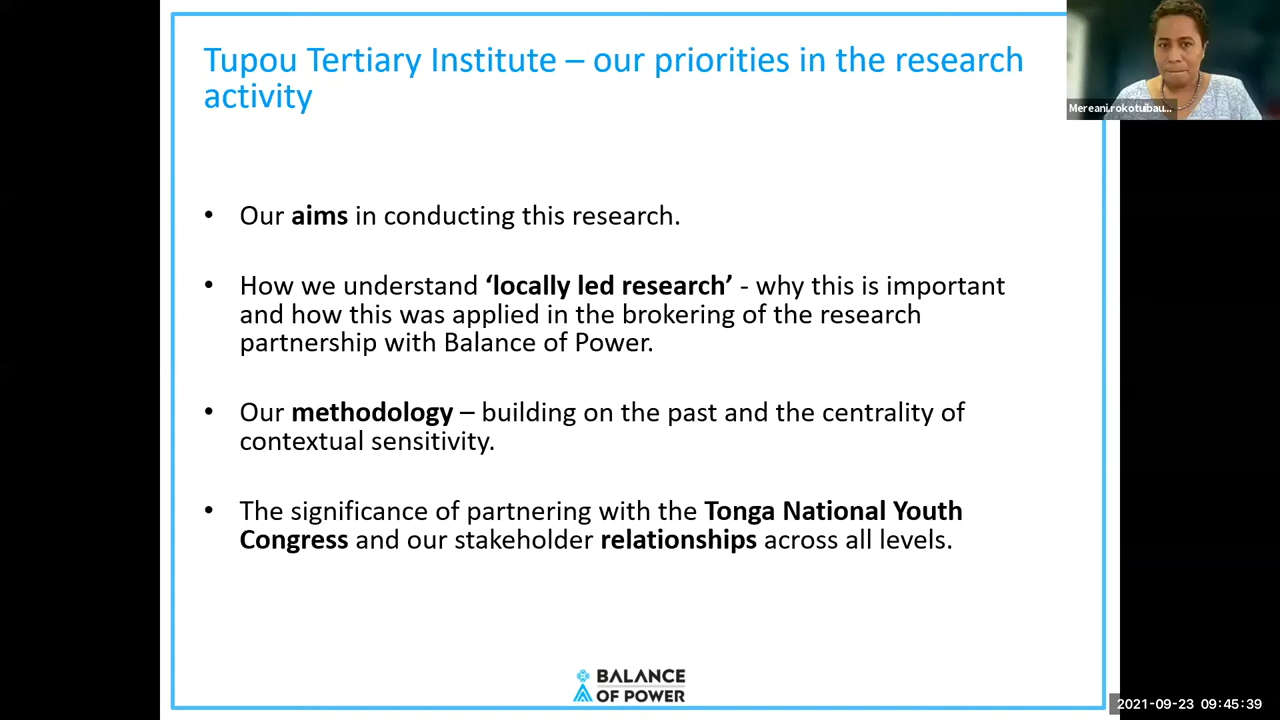 Tupou Tertiary Institute – our priorities in the research
activity
Mereani.rokotuibau...
• Our aims in conducting this research.
• How we understand ‘locally led research’ - why this is important
and how this was applied in the brokering of the research
partnership with Balance of Power.
• Our methodology – building on the past and the centrality of
contextual sensitivity.
• The significance of partnering with the Tonga National Youth
Congress and our stakeholder relationships across all levels.
BALANCE
OF POWER
2021-09-23 09:45:39